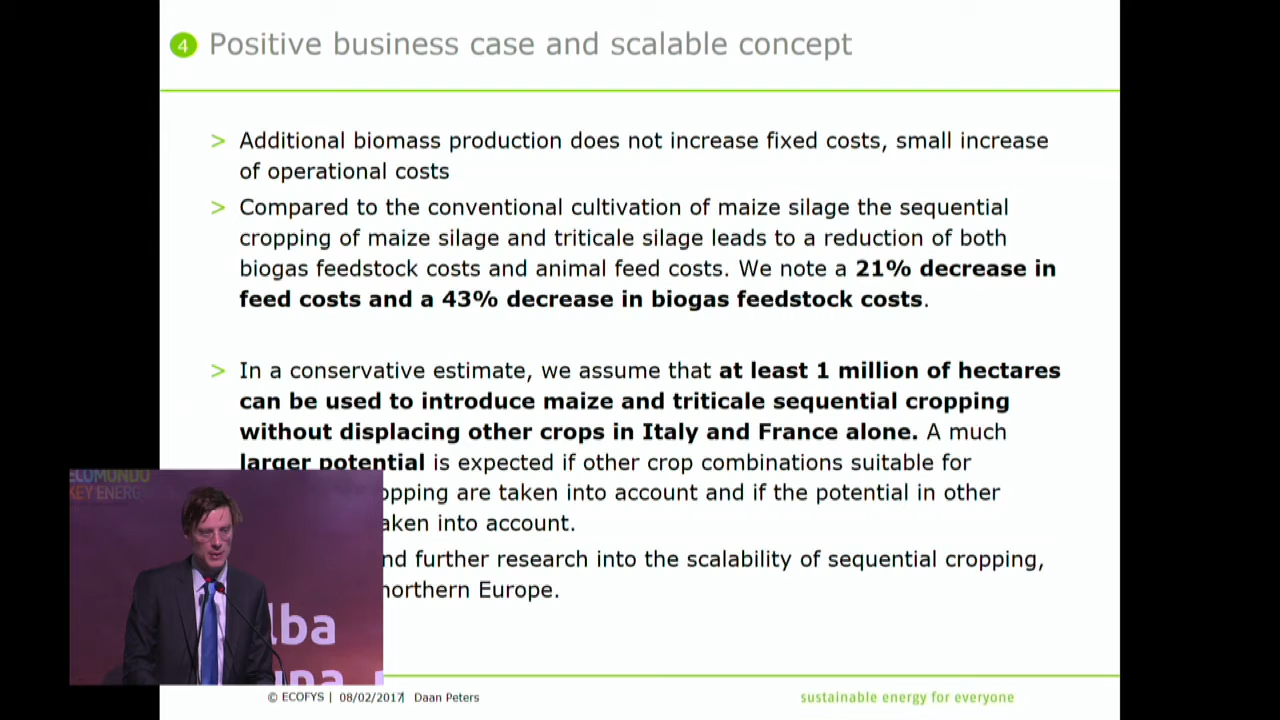 4 Positive business case and scalable concept
> Additional biomass production does not increase fixed costs, small increase
of operational costs
> Compared to the conventional cultivation of maize silage the sequential
cropping of maize silage and triticale silage leads to a reduction of both
biogas feedstock costs and animal feed costs. We note a 21% decrease in
feed costs and a 43% decrease in biogas feedstock costs.
> In a conservative estimate, we assume that at least 1 million of hectares
can be used to introduce maize and triticale sequential cropping
without displacing other crops in Italy and France alone. A much
larger potential is expected if other crop combinations suitable for
opping are taken into account and if the potential in other
aken into account.
nd further research into the scalability of sequential cropping,
northern Europe.
KEY ENERG
lba
© ECOFYS | 08/02/2017| Daan Peters
sustainable energy for everyone